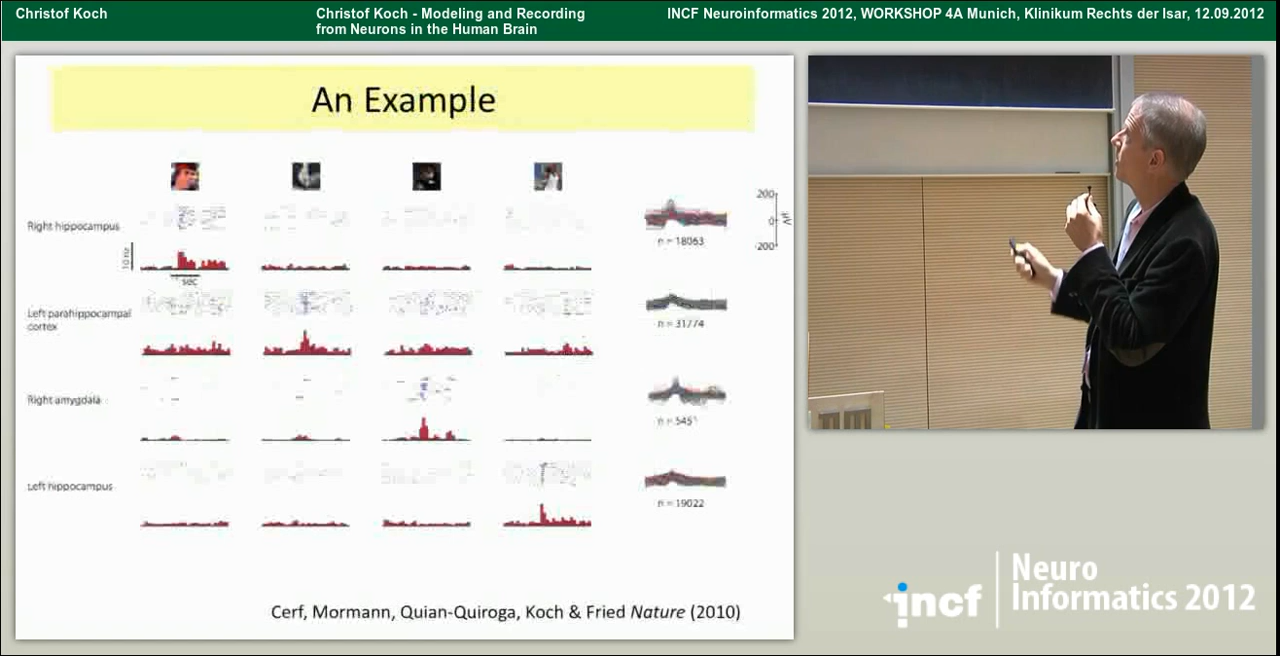 Christof Koch
Christof Koch - Modeling and Recording
from Neurons in the Human Brain
INCF Neuroinformatics 2012, WORKSHOP 4A Munich, Klinikum Rechts der Isar, 12.09.2012
An Example
Right hippocampus
10 Hz
sec
n = 18063
200
0
-200
μV
Left parahippocampal
cortex
n = 31774
Right amygdala
Left hippocampus
n = 19022
Cerf, Mormann, Quian-Quiroga, Koch & Fried Nature (2010)
incf
Neuro
Informatics 2012